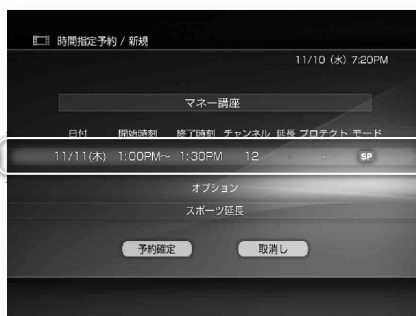 時間指定予約 / 新規
11/10 (水) 7:20PM
マネー講座
日付 開始時刻 終了時刻 チャンネル 延長 プロテクト モード
11/11(木) 1:00PM~ 1:30PM 12 - - SP
オプション
スポーツ延長
予約確定 取消し